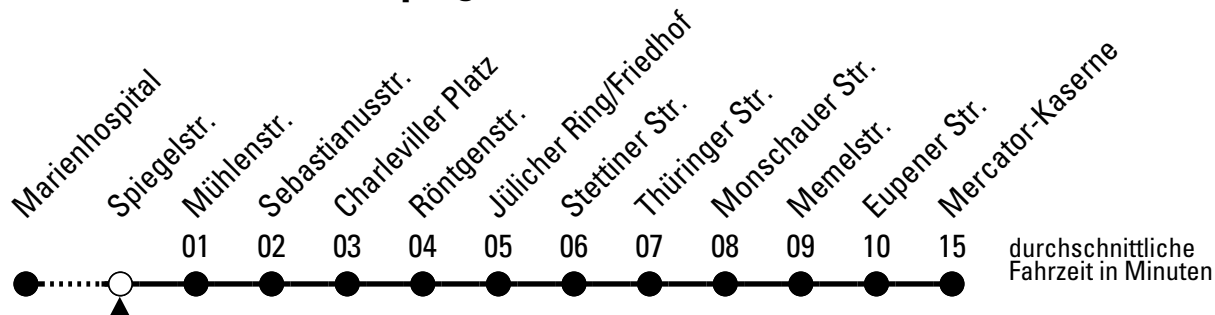 Marienhospital
Spiegelstr.
Mühlenstr.
Sebastianusstr.
Charleviller Platz
Röntgenstr.
Jülicher Ring/Friedhof
Stettiner Str.
Thüringer Str.
Monschauer Str.
Memelstr.
Eupener Str.
Mercator-Kaserne
01 02 03 04 05 06 07 08 09 10 15
durchschnittliche
Fahrzeit in Minuten